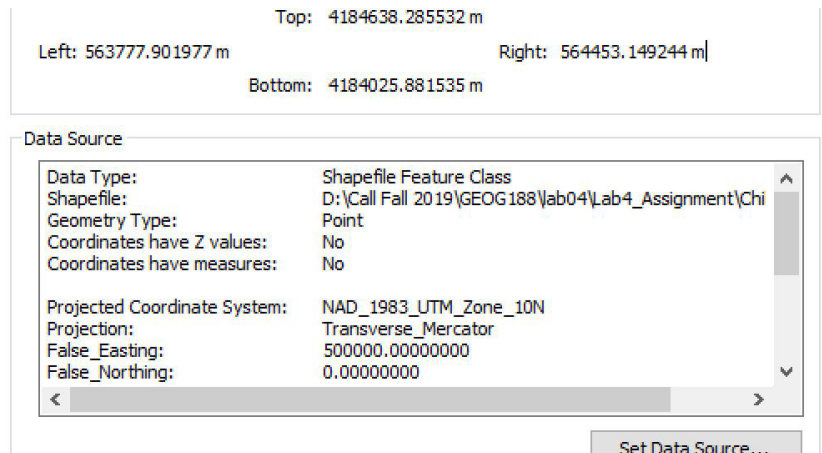 Top: 4184638.285532 m
Left: 563777.901977 m Right: 564453.149244 m
Bottom: 4184025.881535 m
Data Source
Data Type: Shapefile Feature Class
Shapefile: D:\Call Fall 2019\GEOG188\lab04\Lab4_Assignment\Chi
Geometry Type: Point
Coordinates have Z values: No
Coordinates have measures: No
Projected Coordinate System: NAD_1983_UTM_Zone_10N
Projection: Transverse_Mercator
False_Easting: 500000.00000000
False_Northing: 0.00000000
Set Data Source...